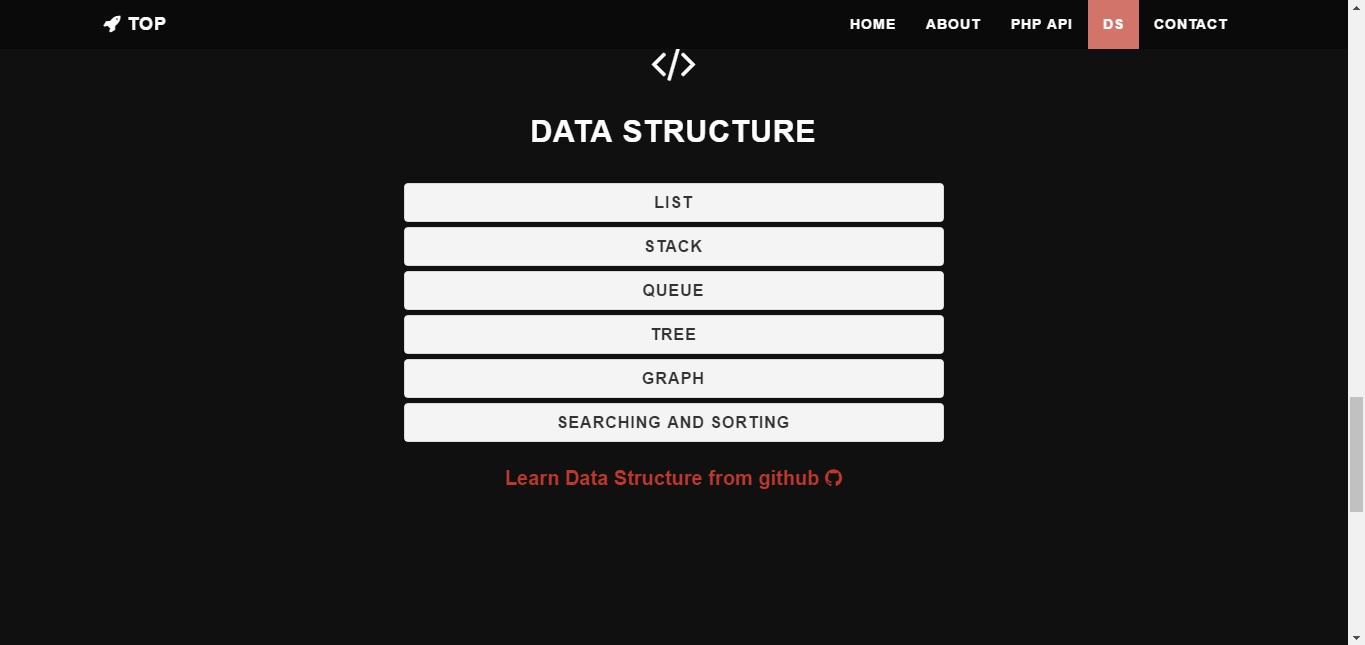 TOP
HOME ABOUT PHP API DS CONTACT
DATA STRUCTURE
LIST
STACK
QUEUE
TREE
GRAPH
SEARCHING AND SORTING
Learn Data Structure from github